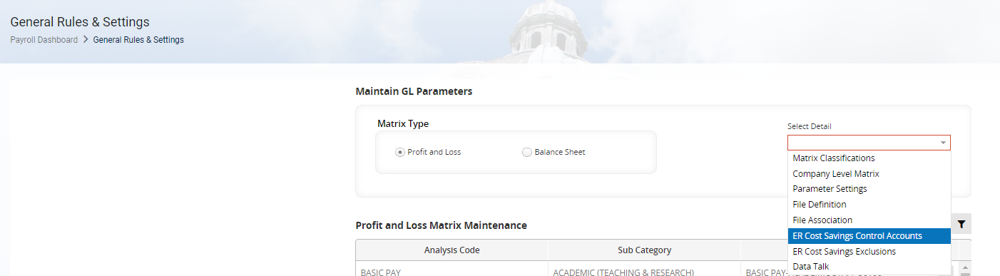 General Rules & Settings
Payroll Dashboard > General Rules & Settings
Maintain GL Parameters
Matrix Type
Select Detail
Profit and Loss
Balance Sheet
Matrix Classifications
Company Level Matrix
Parameter Settings
File Definition
File Association
ER Cost Savings Control Accounts
ER Cost Savings Exclusions
Data Talk
Profit and Loss Matrix Maintenance
Analysis Code Sub Category
BASIC PAY ACADEMIC (TEACHING & RESEARCH) BASIC PAY-